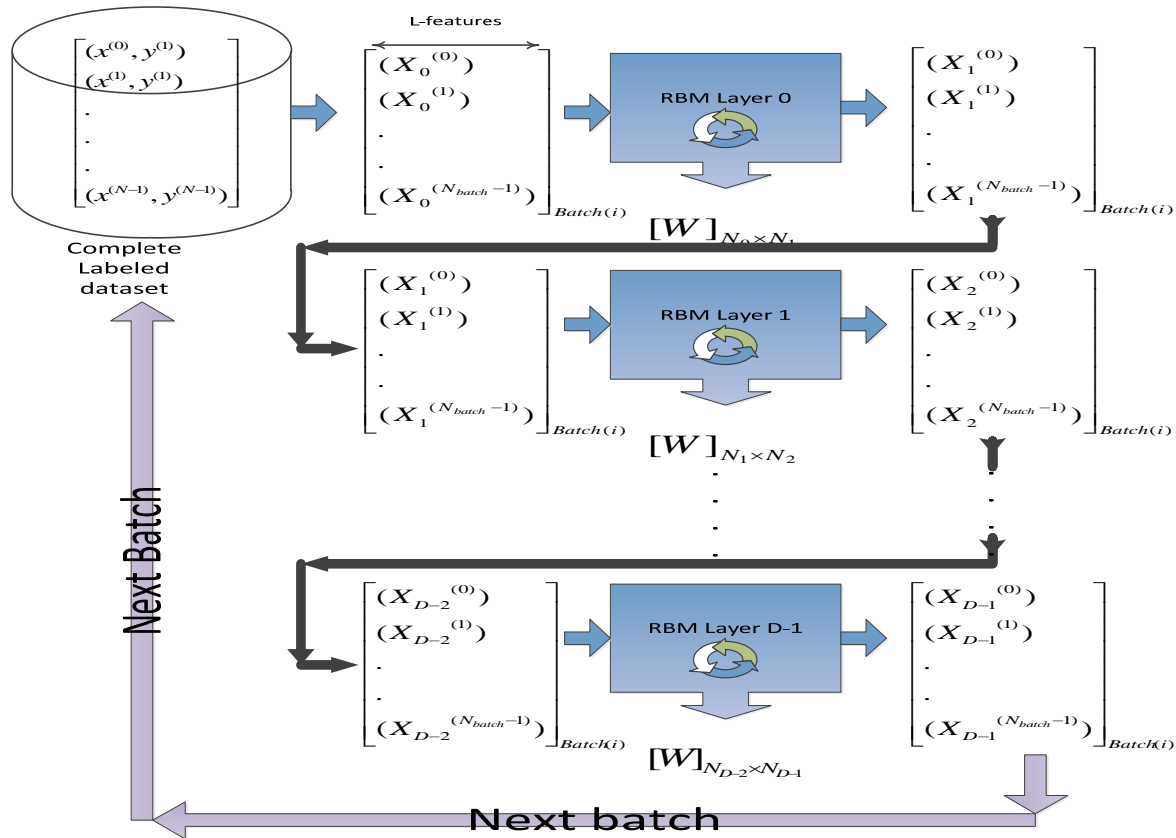 L-features
(x^(0), y^(1))
(x^(1), y^(1))
.
.
.
(x^(N-1), y^(N-1))
Complete
Labeled
dataset
(X_0^(0))
(X_0^(1))
.
.
(X_0^(N_batch -1))
Batch(i)
RBM Layer 0
[W]_N_0×N_1
(X_1^(0))
(X_1^(1))
.
.
(X_1^(N_batch -1))
Batch(i)
(X_1^(0))
(X_1^(1))
.
.
(X_1^(N_batch -1))
Batch(i)
RBM Layer 1
[W]_N_1×N_2
(X_2^(0))
(X_2^(1))
.
.
(X_2^(N_batch -1))
Batch(i)
. . . .
. . . .
(X_D-2^(0))
(X_D-2^(1))
.
.
(X_D-2^(N_batch -1))
Batch(i)
RBM Layer D-1
[W]_N_D-2×N_D-1
(X_D-1^(0))
(X_D-1^(1))
.
.
(X_D-1^(N_batch -1))
Batch(i)
Next Batch
Next batch